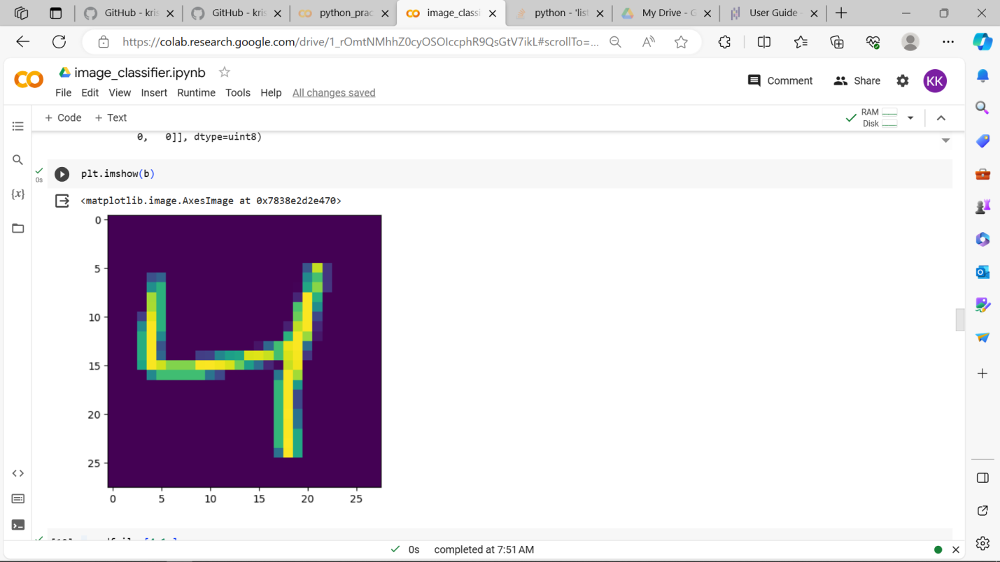 GitHub - kris
GitHub - kris
python_prac
image_classi
python - 'list
My Drive - G
User Guide -
https://colab.research.google.com/drive/1_rOmtNMhhZ0cyOSOIccphR9QsGtV7ikL#scrollTo=...
image_classifier.ipynb
Comment
Share
KK
File Edit View Insert Runtime Tools Help All changes saved
+ Code + Text
RAM
Disk
0, 0]], dtype=uint8)
0s
plt.imshow(b)
{x}
<matplotlib.image.AxesImage at 0x7838e2d2e470>
0
5
10
15
20
25
0 5 10 15 20 25
0s completed at 7:51 AM